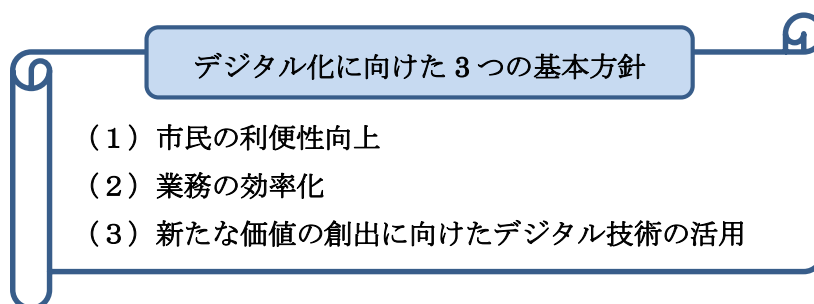 デジタル化に向けた3つの基本方針
（１）市民の利便性向上
（２）業務の効率化
（３）新たな価値の創出に向けたデジタル技術の活用